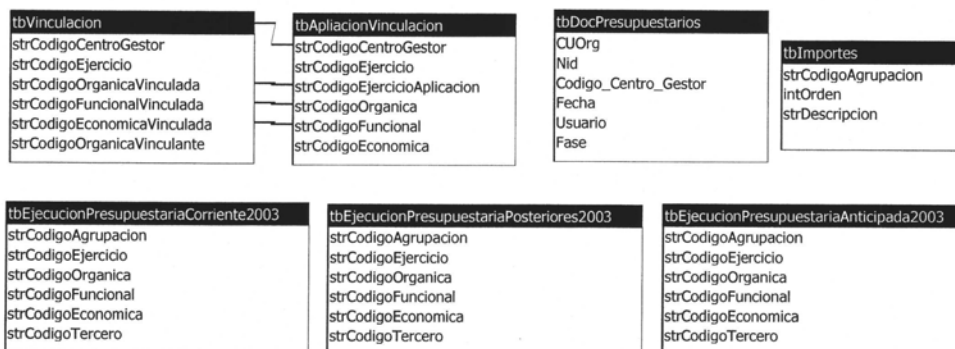 tbVinculacion
strCodigoCentroGestor
strCodigoEjercicio
strCodigoOrganicaVinculada
strCodigoFuncionalVinculada
strCodigoEconomicaVinculada
strCodigoOrganicaVinculante
tbApliacionVinculacion
strCodigoCentroGestor
strCodigoEjercicio
strCodigoEjercicioAplicacion
strCodigoOrganica
strCodigoFuncional
strCodigoEconomica
tbDocPresupuestarios
CUOrg
Nid
Codigo_Centro_Gestor
Fecha
Usuario
Fase
tbImportes
strCodigoAgrupacion
intOrden
strDescripcion
tbEjecucionPresupuestariaCorriente2003
strCodigoAgrupacion
strCodigoEjercicio
strCodigoOrganica
strCodigoFuncional
strCodigoEconomica
strCodigoTercero
tbEjecucionPresupuestariaPosteriores2003
strCodigoAgrupacion
strCodigoEjercicio
strCodigoOrganica
strCodigoFuncional
strCodigoEconomica
strCodigoTercero
tbEjecucionPresupuestariaAnticipada2003
strCodigoAgrupacion
strCodigoEjercicio
strCodigoOrganica
strCodigoFuncional
strCodigoEconomica
strCodigoTercero